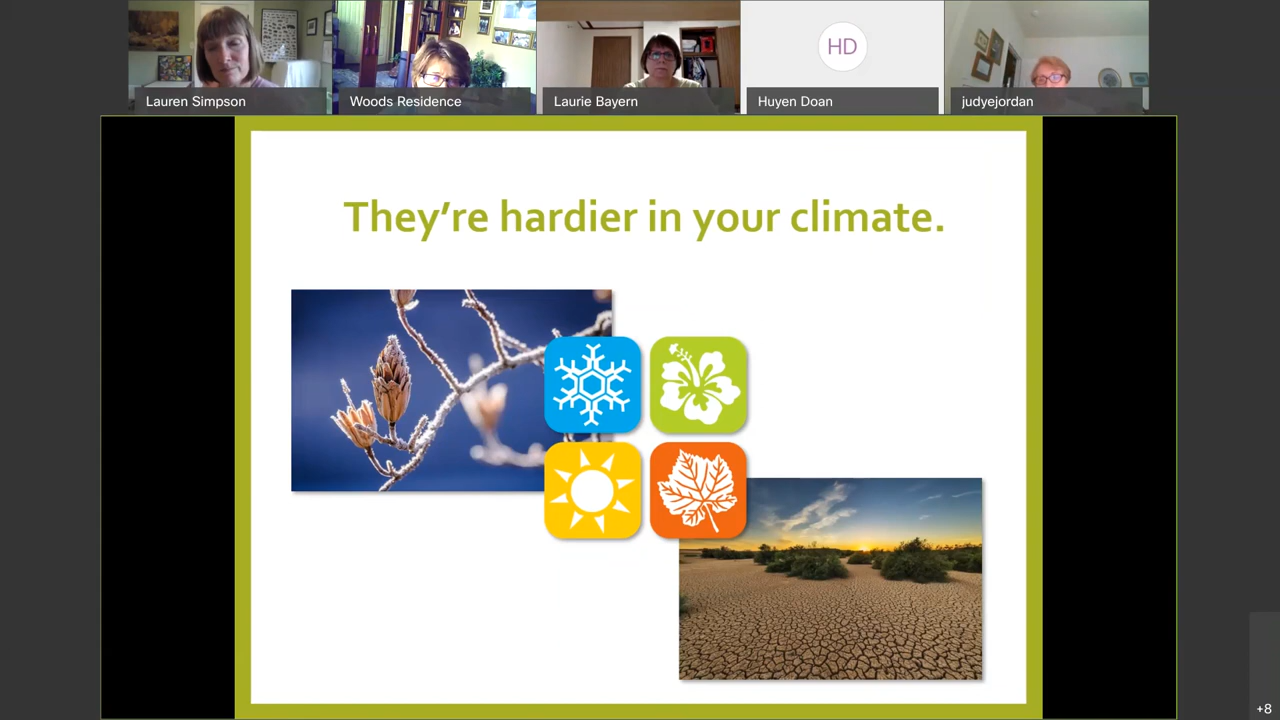 Lauren Simpson
Woods Residence
Laurie Bayern
HD
Huyen Doan
judyejordan
They're hardier in your climate.
+8